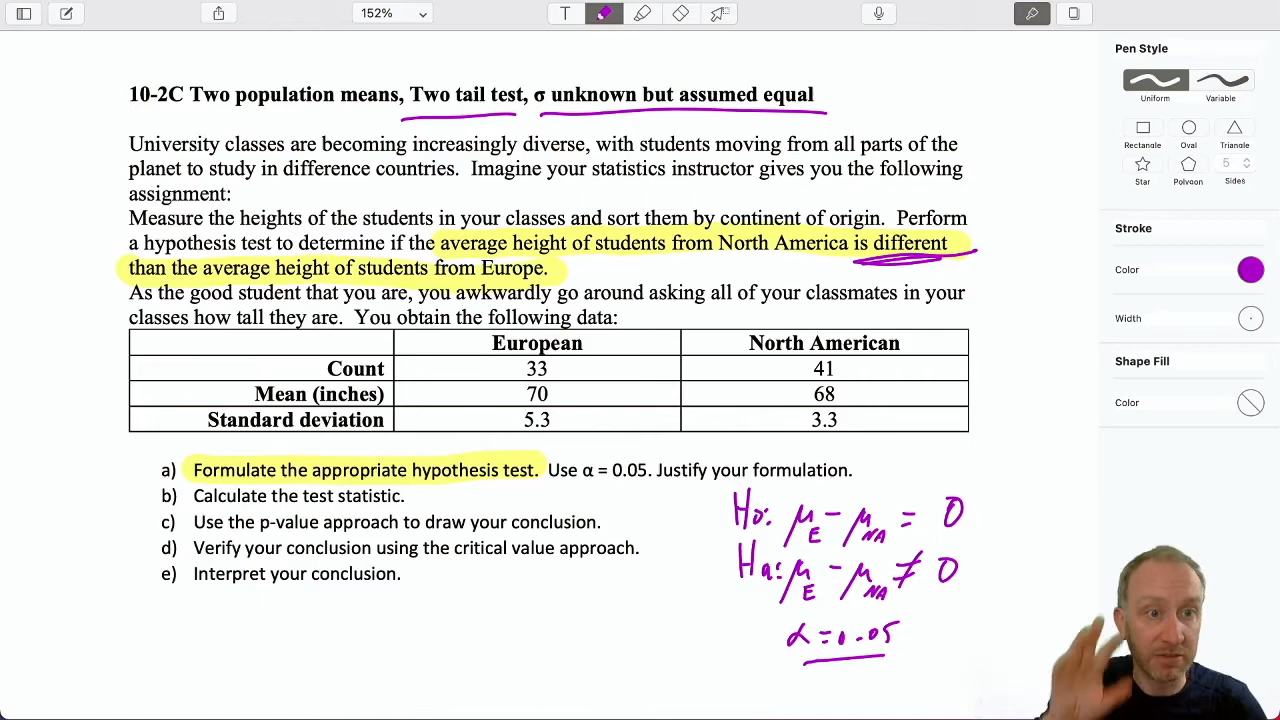 152%
T
10-2C Two population means, Two tail test, σ unknown but assumed equal
University classes are becoming increasingly diverse, with students moving from all parts of the
planet to study in difference countries. Imagine your statistics instructor gives you the following
assignment:
Measure the heights of the students in your classes and sort them by continent of origin. Perform
a hypothesis test to determine if the average height of students from North America is different
than the average height of students from Europe.
As the good student that you are, you awkwardly go around asking all of your classmates in your
classes how tall they are. You obtain the following data:
European North American
Count 33 41
Mean (inches) 70 68
Standard deviation 5.3 3.3
a) Formulate the appropriate hypothesis test. Use α = 0.05. Justify your formulation.
b) Calculate the test statistic.
c) Use the p-value approach to draw your conclusion.
d) Verify your conclusion using the critical value approach.
e) Interpret your conclusion.
Ho: μE - μNA = 0
Ha: μE - μNA ≠ 0
α = 0.05
Pen Style
Uniform Variable
Rectangle Oval Triangle
5
Star Polygon Sides
Stroke
Color
Width
Shape Fill
Color